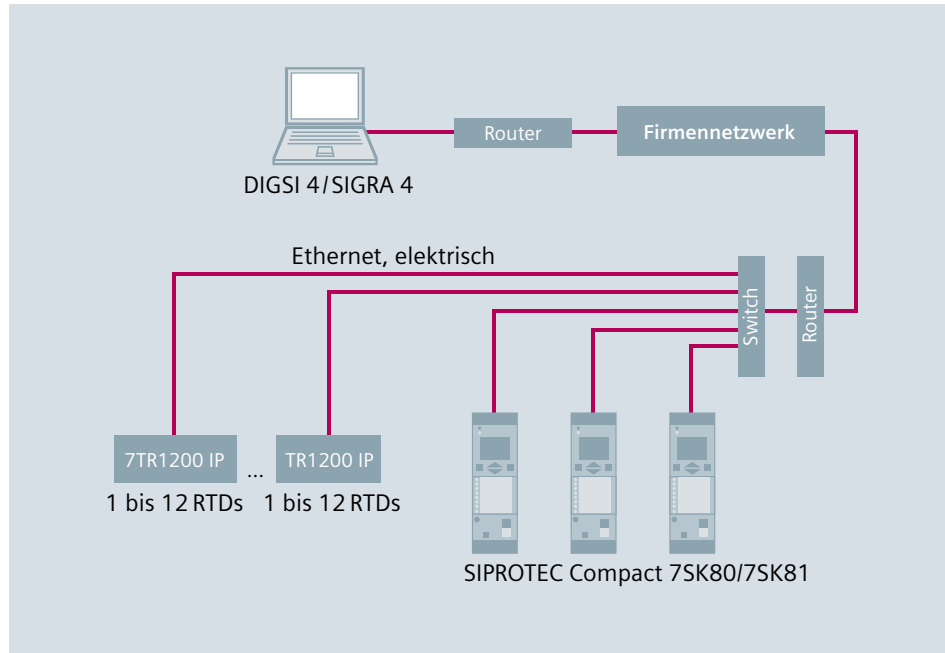 Router
Firmennetzwerk
DIGSI 4/SIGRA 4
Ethernet, elektrisch
Switch
Router
7TR1200 IP
...
TR1200 IP
1 bis 12 RTDs
1 bis 12 RTDs
SIPROTEC Compact 7SK80/7SK81